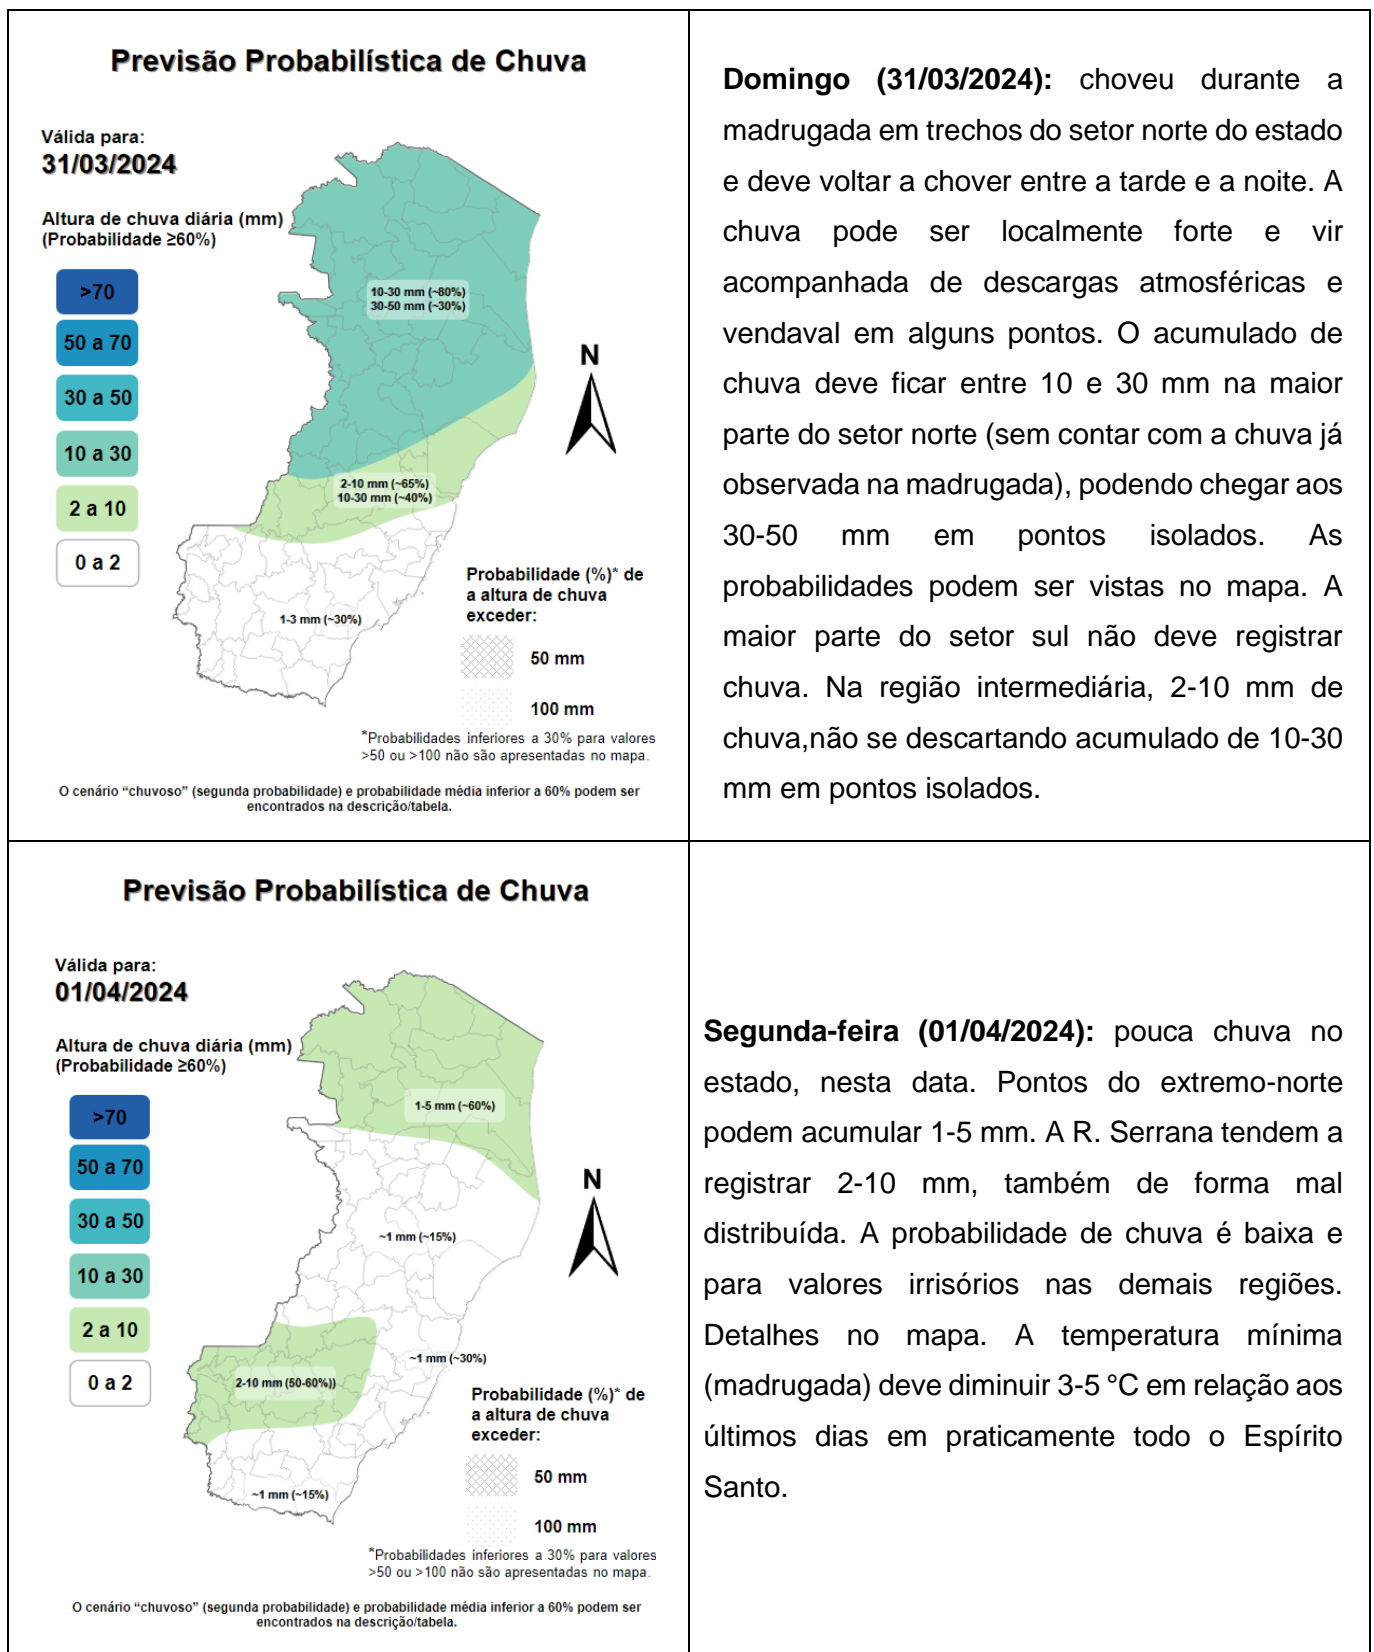 Previsão Probabilística de Chuva
Válida para:
31/03/2024
Altura de chuva diária (mm)
(Probabilidade ≥60%)
>70
50 a 70
30 a 50
10 a 30
2 a 10
0 a 2
10-30 mm (~80%)
30-50 mm (~30%)
2-10 mm (~65%)
10-30 mm (~40%)
1-3 mm (~30%)
N
Probabilidade (%)* de
a altura de chuva
exceder:
50 mm
100 mm
*Probabilidades inferiores a 30% para valores
>50 ou >100 não são apresentadas no mapa.
O cenário “chuvoso” (segunda probabilidade) e probabilidade média inferior a 60% podem ser
encontrados na descrição/tabela.
Domingo (31/03/2024): choveu durante a
madrugada em trechos do setor norte do estado
e deve voltar a chover entre a tarde e a noite. A
chuva pode ser localmente forte e vir
acompanhada de descargas atmosféricas e
vendaval em alguns pontos. O acumulado de
chuva deve ficar entre 10 e 30 mm na maior
parte do setor norte (sem contar com a chuva já
observada na madrugada), podendo chegar aos
30-50 mm em pontos isolados. As
probabilidades podem ser vistas no mapa. A
maior parte do setor sul não deve registrar
chuva. Na região intermediária, 2-10 mm de
chuva,não se descartando acumulado de 10-30
mm em pontos isolados.
Previsão Probabilística de Chuva
Válida para:
01/04/2024
Altura de chuva diária (mm)
(Probabilidade ≥60%)
>70
50 a 70
30 a 50
10 a 30
2 a 10
0 a 2
1-5 mm (~60%)
~1 mm (~15%)
~1 mm (~30%)
2-10 mm (50-60%))
~1 mm (~15%)
N
Probabilidade (%)* de
a altura de chuva
exceder:
50 mm
100 mm
*Probabilidades inferiores a 30% para valores
>50 ou >100 não são apresentadas no mapa.
O cenário “chuvoso” (segunda probabilidade) e probabilidade média inferior a 60% podem ser
encontrados na descrição/tabela.
Segunda-feira (01/04/2024): pouca chuva no
estado, nesta data. Pontos do extremo-norte
podem acumular 1-5 mm. A R. Serrana tendem a
registrar 2-10 mm, também de forma mal
distribuída. A probabilidade de chuva é baixa e
para valores irrisórios nas demais regiões.
Detalhes no mapa. A temperatura mínima
(madrugada) deve diminuir 3-5 °C em relação aos
últimos dias em praticamente todo o Espírito
Santo.